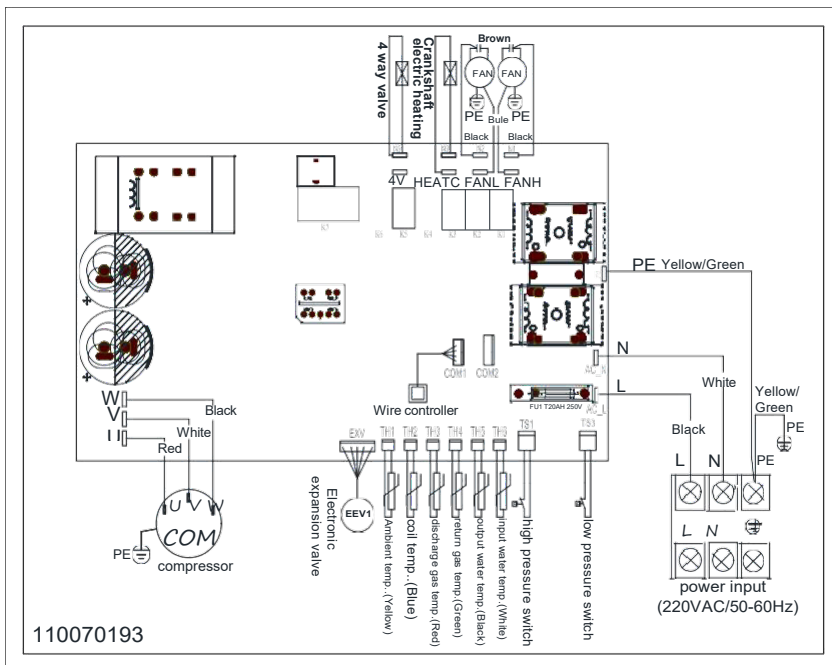 4 way valve
Crankshaft
electric heating
Brown
FAN
FAN
PE
Bule
PE
Black
Black
4V
HEATC FANL FANH
PE Yellow/Green
N
AC_N
White
L
AC_L
Black
Yellow/
Green
PE
PE
L N
L N
power input
(220VAC/50-60Hz)
COM1
COM2
FU1 T20AH 250V
Wire controller
W
V
U
Black
White
Red
U V W
COM
compressor
PE
EXV
TH1
TH2
TH3
TH4
TH5
TH6
TS1
TS3
EEV1
Electronic
expansion valve
Ambient temp..(Yellow)
coil temp..(Blue)
discharge gas temp.(Red)
return gas temp.(Green)
output water temp.(Black)
input water temp.(White)
high pressure switch
low pressure switch
110070193